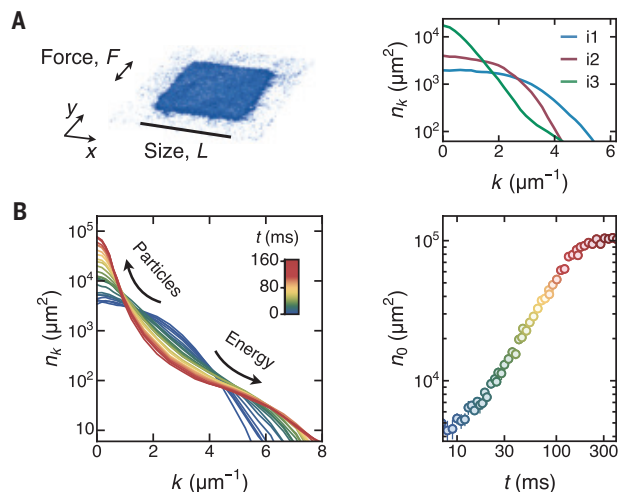 A
Force, F
y
x
Size, L
n_k (μm²)
10⁴
10³
10²
0 2 4 6
k (μm⁻¹)
i1
i2
i3
B
n_k (μm²)
10⁵
10⁴
10³
10²
10
0 2 4 6 8
k (μm⁻¹)
Particles
Energy
t (ms)
160
80
0
n₀ (μm²)
10⁵
10⁴
10 30 100 300
t (ms)